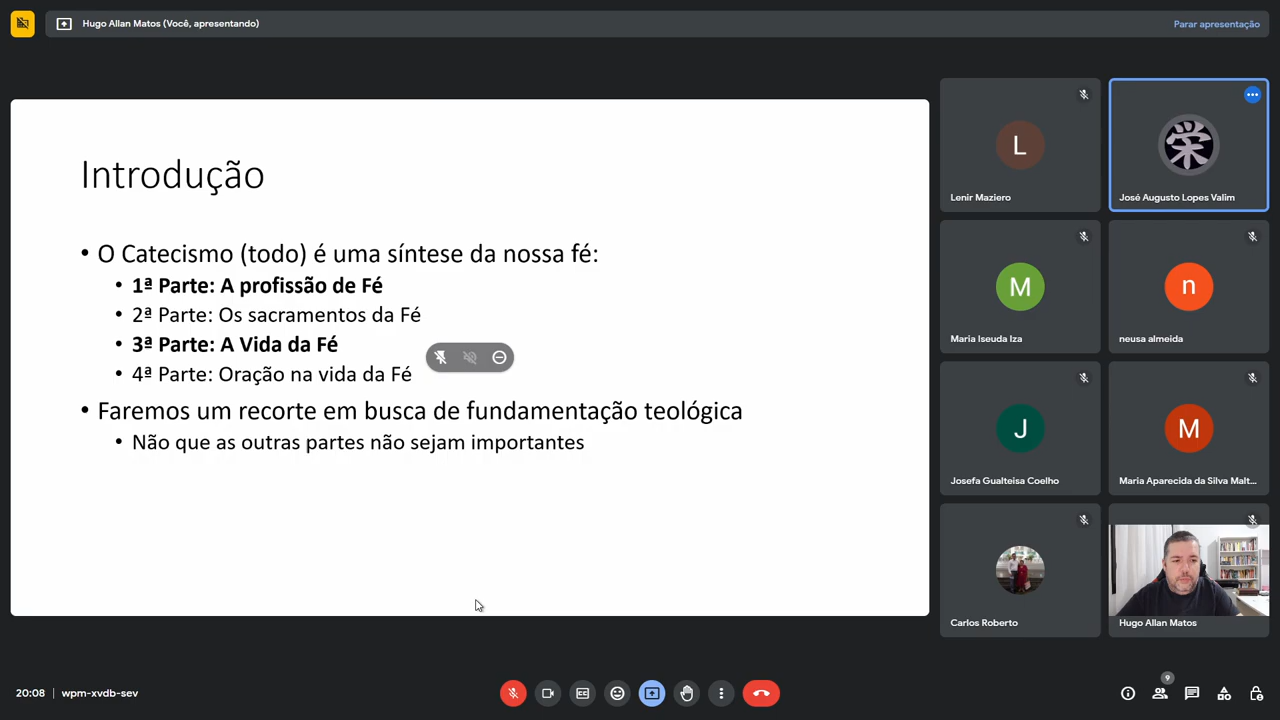 Hugo Allan Matos (Você, apresentando)
Parar apresentação
Introdução
• O Catecismo (todo) é uma síntese da nossa fé:
• 1ª Parte: A profissão de Fé
• 2ª Parte: Os sacramentos da Fé
• 3ª Parte: A Vida da Fé
• 4ª Parte: Oração na vida da Fé
• Faremos um recorte em busca de fundamentação teológica
• Não que as outras partes não sejam importantes
L
Lenir Maziero
栄
José Augusto Lopes Valim
M
Maria Iseuda Iza
n
neusa almeida
J
Josefa Gualteisa Coelho
M
Maria Aparecida da Silva Malt...
Carlos Roberto
Hugo Allan Matos
20:08 | wpm-xvdb-sev
9